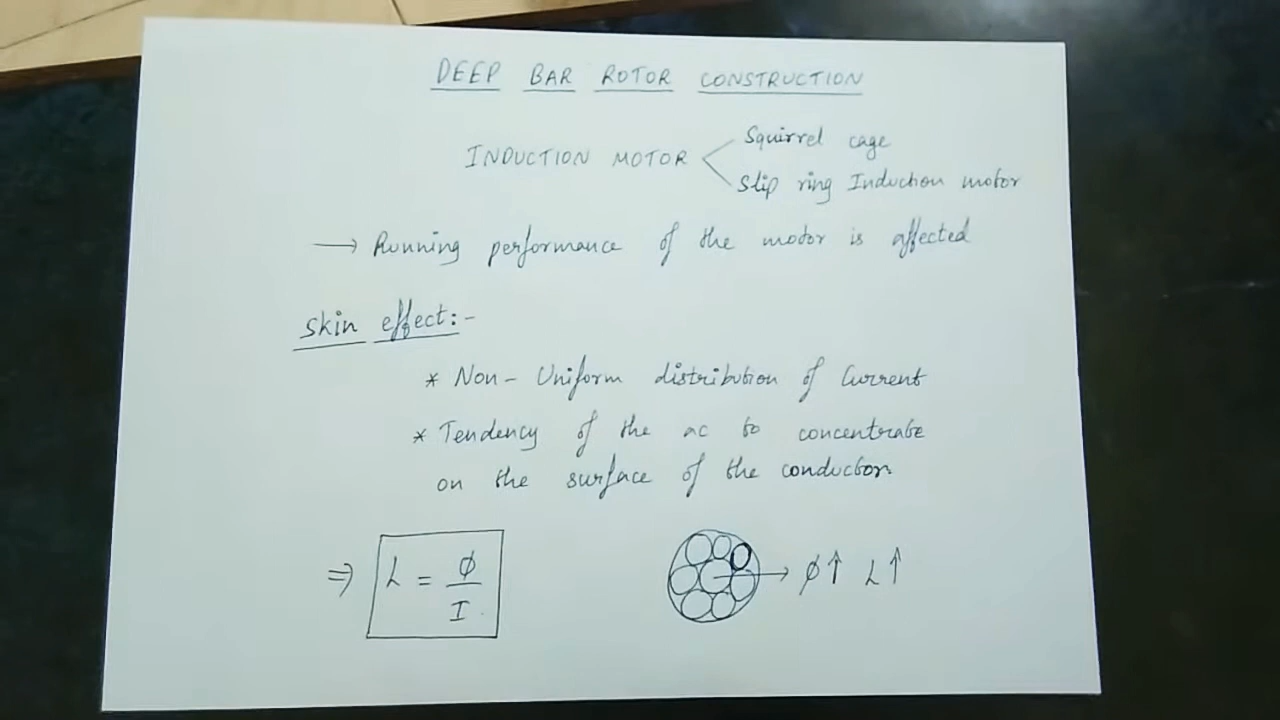 DEEP BAR ROTOR CONSTRUCTION
INDUCTION MOTOR
Squirrel cage
Slip ring Induction motor
→ Running performance of the motor is affected
Skin effect:-
* Non-Uniform distribution of Current
* Tendency of the ac to concentrate
on the surface of the conductor.
⇒ L = φ / I
φ↑ L↑